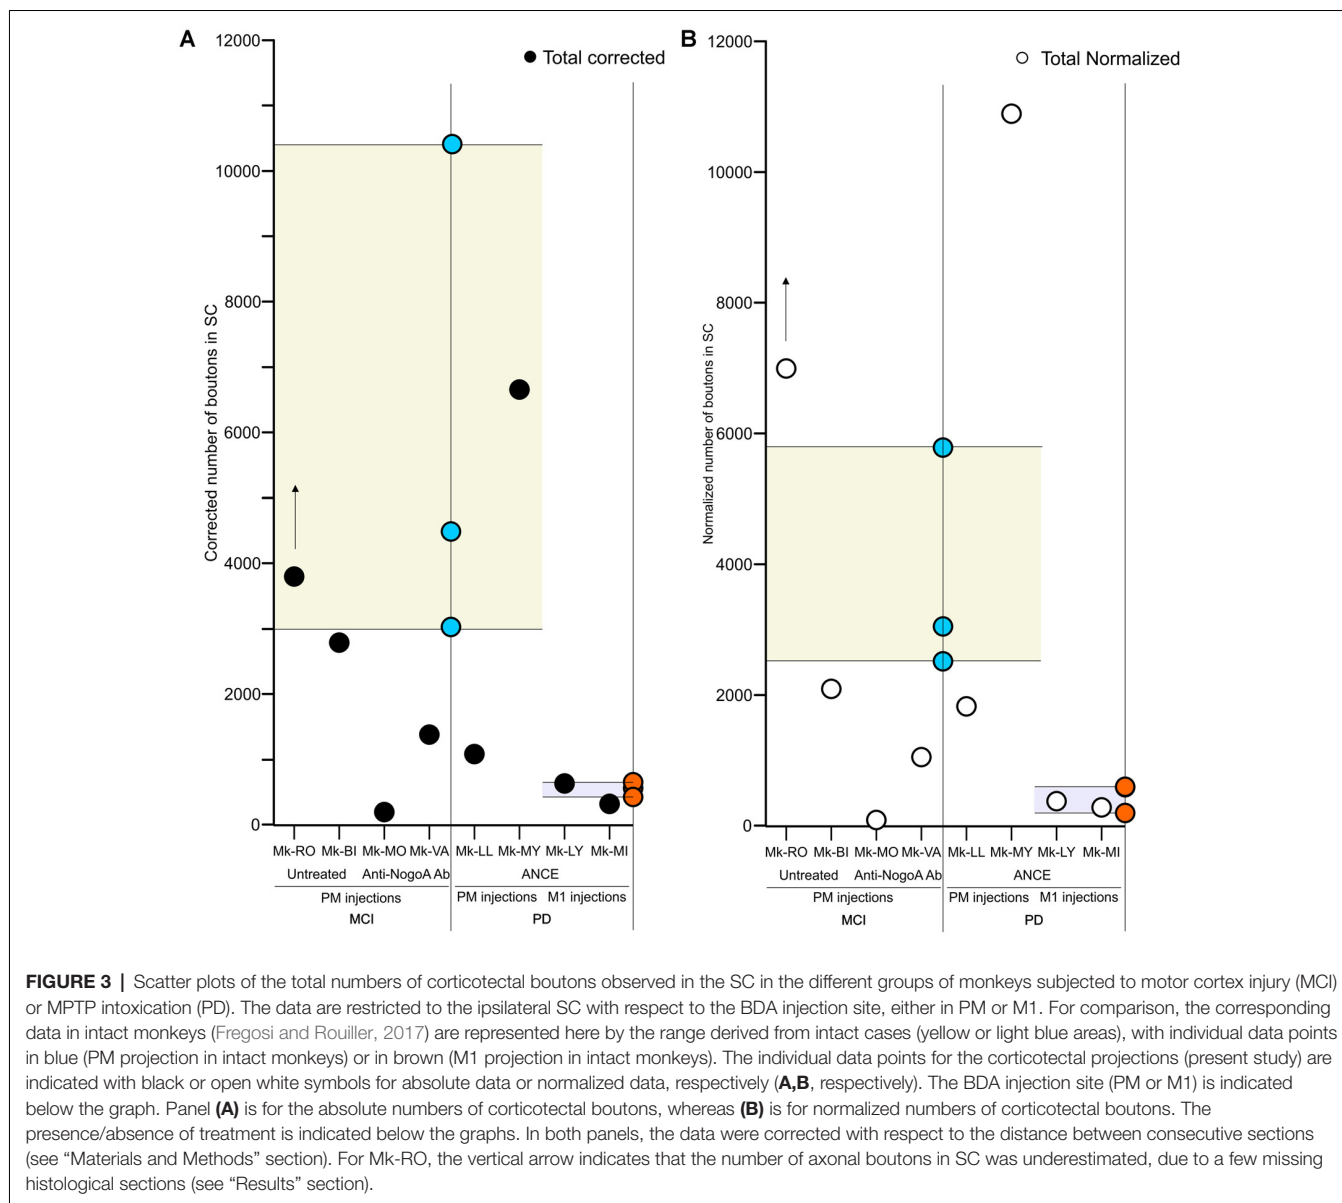 A
12000
10000
8000
6000
4000
2000
0
Corrected number of boutons in SC
Total corrected
Mk-RO Mk-BI Mk-MO Mk-VA Mk-LL Mk-MY Mk-LY Mk-MI
Untreated Anti-NogoA Ab ANCE
PM injections PM injections M1 injections
MCI PD
B
12000
10000
8000
6000
4000
2000
0
Normalized number of boutons in SC
Total Normalized
Mk-RO Mk-BI Mk-MO Mk-VA Mk-LL Mk-MY Mk-LY Mk-MI
Untreated Anti-NogoA Ab ANCE
PM injections PM injections M1 injections
MCI PD
FIGURE 3 | Scatter plots of the total numbers of corticotectal boutons observed in the SC in the different groups of monkeys subjected to motor cortex injury (MCI)
or MPTP intoxication (PD). The data are restricted to the ipsilateral SC with respect to the BDA injection site, either in PM or M1. For comparison, the corresponding
data in intact monkeys (Fregosi and Rouiller, 2017) are represented here by the range derived from intact cases (yellow or light blue areas), with individual data points
in blue (PM projection in intact monkeys) or in brown (M1 projection in intact monkeys). The individual data points for the corticotectal projections (present study) are
indicated with black or open white symbols for absolute data or normalized data, respectively (A,B, respectively). The BDA injection site (PM or M1) is indicated
below the graph. Panel (A) is for the absolute numbers of corticotectal boutons, whereas (B) is for normalized numbers of corticotectal boutons. The
presence/absence of treatment is indicated below the graphs. In both panels, the data were corrected with respect to the distance between consecutive sections
(see “Materials and Methods” section). For Mk-RO, the vertical arrow indicates that the number of axonal boutons in SC was underestimated, due to a few missing
histological sections (see “Results” section).